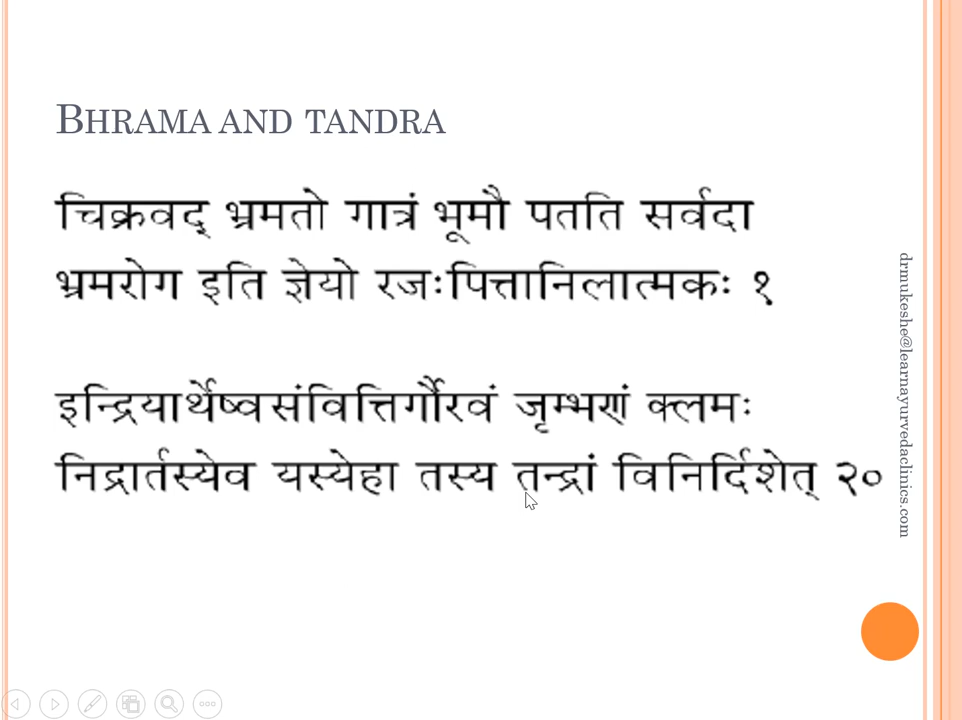 BHRAMA AND TANDRA
चिक्रवद् भ्रमतो गात्रं भूमौ पतति सर्वदा
भ्रमरोग इति ज्ञेयो रजःपित्तानिलात्मकः १
इन्द्रियार्थेष्वसंवित्तिर्गौरवं जृम्भणं क्लमः
निद्रार्तस्येव यस्येहा तस्य तन्द्रां विनिर्दिशेत् २०
drmukeshe@learnayurvedaclinics.com